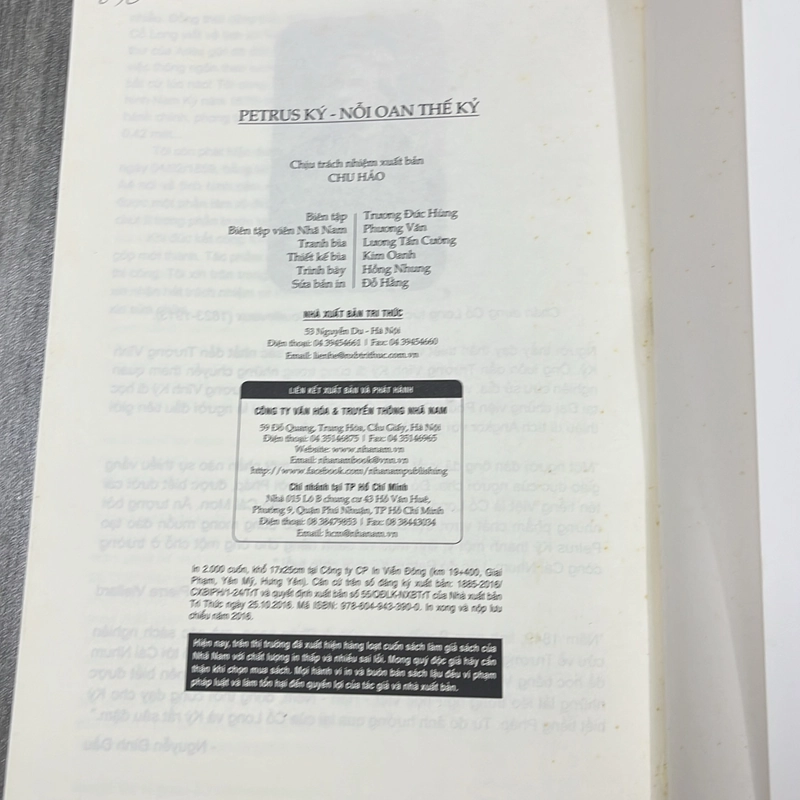 PETRUS KÝ - NỖI OAN THẾ KỶ
Chịu trách nhiệm xuất bản
CHU HẢO
Biên tập | Trương Đức Hùng
Biên tập viên Nhã Nam | Phương Vân
Tranh bìa | Lương Tấn Cường
Thiết kế bìa | Kim Oanh
Trình bày | Hồng Nhung
Sửa bản in | Đỗ Hằng
NHÀ XUẤT BẢN TRI THỨC
53 Nguyễn Du - Hà Nội
Điện thoại: 04 39454661 | Fax: 04 39454660
Email: lienhe@nxbtrithuc.com.vn
LIÊN KẾT XUẤT BẢN VÀ PHÁT HÀNH
CÔNG TY VĂN HÓA & TRUYỀN THÔNG NHÃ NAM
59 Đỗ Quang, Trung Hòa, Cầu Giấy, Hà Nội
Điện thoại: 04 35146875 | Fax: 04 35146965
Website: www.nhanam.vn
Email: nhanambook@vnn.vn
http://www.facebook.com/nhanampublishing
Chi nhánh tại TP Hồ Chí Minh
Nhà 015 Lô B chung cư 43 Hồ Văn Huê,
Phường 9, Quận Phú Nhuận, TP Hồ Chí Minh
Điện thoại: 08 38479853 | Fax: 08 38443034
Email: hcm@nhanam.vn
In 2.000 cuốn, khổ 17x25cm tại Công ty CP In Viễn Đông (km 19+400, Giai
Phạm, Yên Mỹ, Hưng Yên). Căn cứ trên số đăng ký xuất bản: 1885-2016/
CXBIPH/1-24/TrT và quyết định xuất bản số 55/QĐLK-NXBTrT của Nhà xuất bản
Tri Thức ngày 25.10.2016. Mã ISBN: 978-604-943-390-0. In xong và nộp lưu
chiểu năm 2016.
Hiện nay, trên thị trường đã xuất hiện hàng loạt cuốn sách làm giả sách của
Nhã Nam với chất lượng in thấp và nhiều sai lỗi. Mong quý độc giả hãy cẩn
thận khi chọn mua sách. Mọi hành vi in và buôn bán sách lậu đều vi phạm
pháp luật và làm tổn hại đến quyền lợi của tác giả và nhà xuất bản.